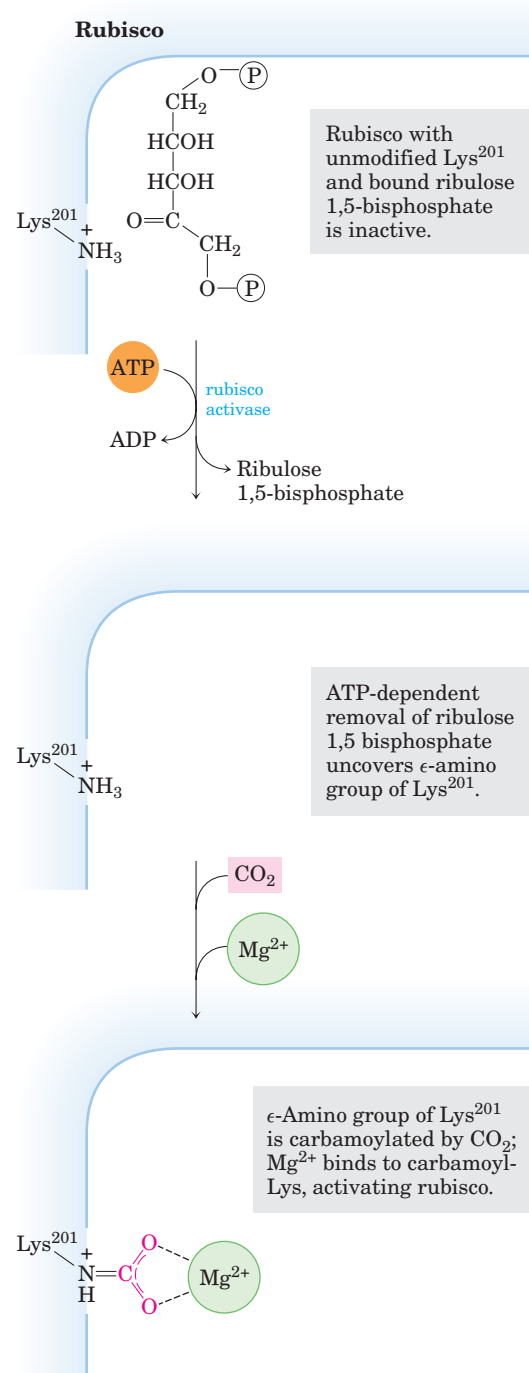 Rubisco
O—Ⓟ
CH₂
HCOH
HCOH
O=C
CH₂
O—Ⓟ
Lys²⁰¹
+
NH₃
Rubisco with
unmodified Lys²⁰¹
and bound ribulose
1,5-bisphosphate
is inactive.
ATP
rubisco
activase
ADP
Ribulose
1,5-bisphosphate
Lys²⁰¹
+
NH₃
ATP-dependent
removal of ribulose
1,5 bisphosphate
uncovers ϵ-amino
group of Lys²⁰¹.
CO₂
Mg²⁺
ϵ-Amino group of Lys²⁰¹
is carbamoylated by CO₂;
Mg²⁺ binds to carbamoyl-
Lys, activating rubisco.
Lys²⁰¹
+
O
N=C
H
O
Mg²⁺